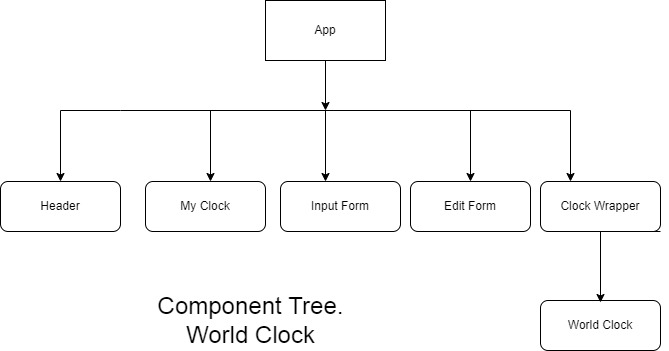 App
Header
My Clock
Input Form
Edit Form
Clock Wrapper
World Clock
Component Tree.
World Clock